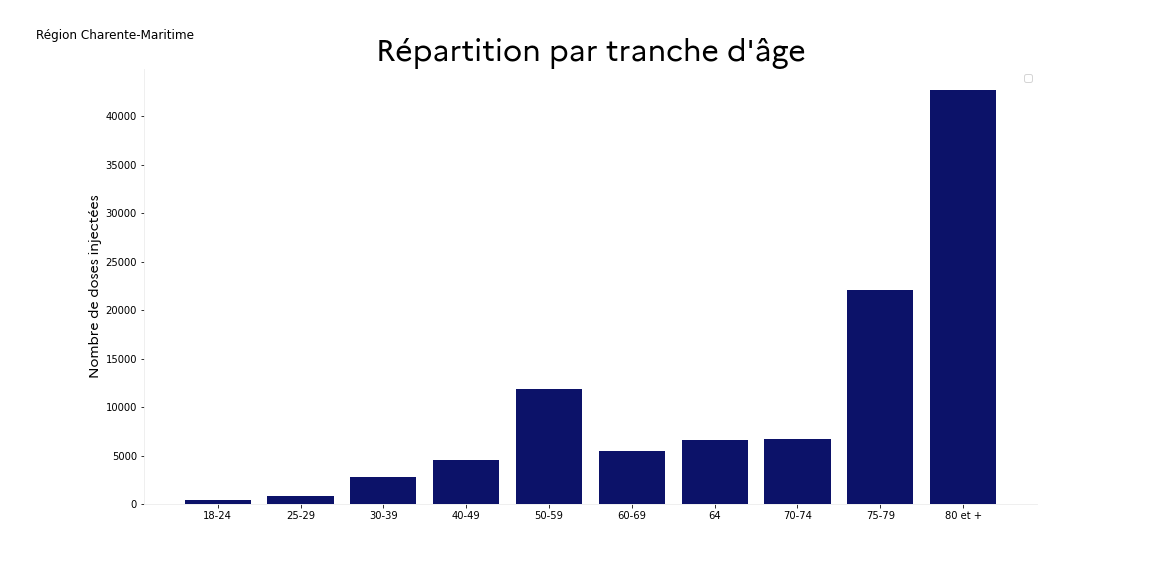 Région Charente-Maritime
Répartition par tranche d'âge
Nombre de doses injectées
40000
35000
30000
25000
20000
15000
10000
5000
0
18-24 25-29 30-39 40-49 50-59 60-69 64 70-74 75-79 80 et +